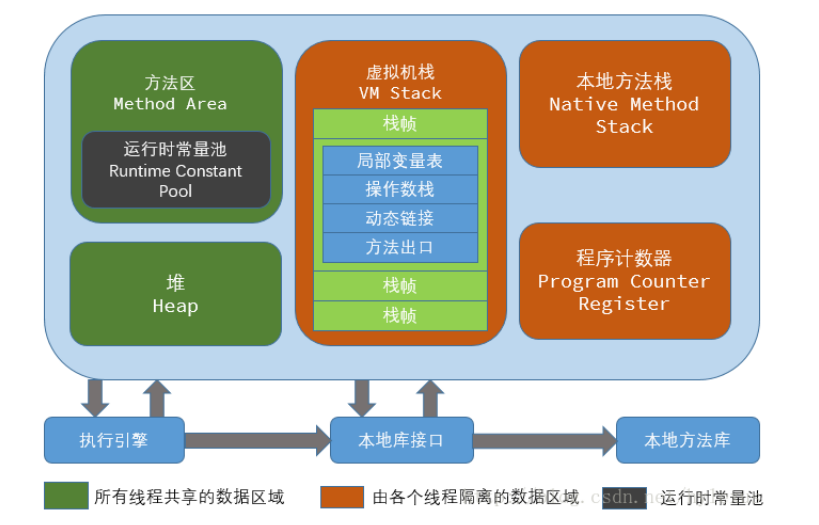 方法区
Method Area
运行时常量池
Runtime Constant
Pool
堆
Heap
虚拟机栈
VM Stack
栈帧
局部变量表
操作数栈
动态链接
方法出口
栈帧
栈帧
本地方法栈
Native Method
Stack
程序计数器
Program Counter
Register
执行引擎
本地库接口
本地方法库
所有线程共享的数据区域
由各个线程隔离的数据区域
运行时常量池